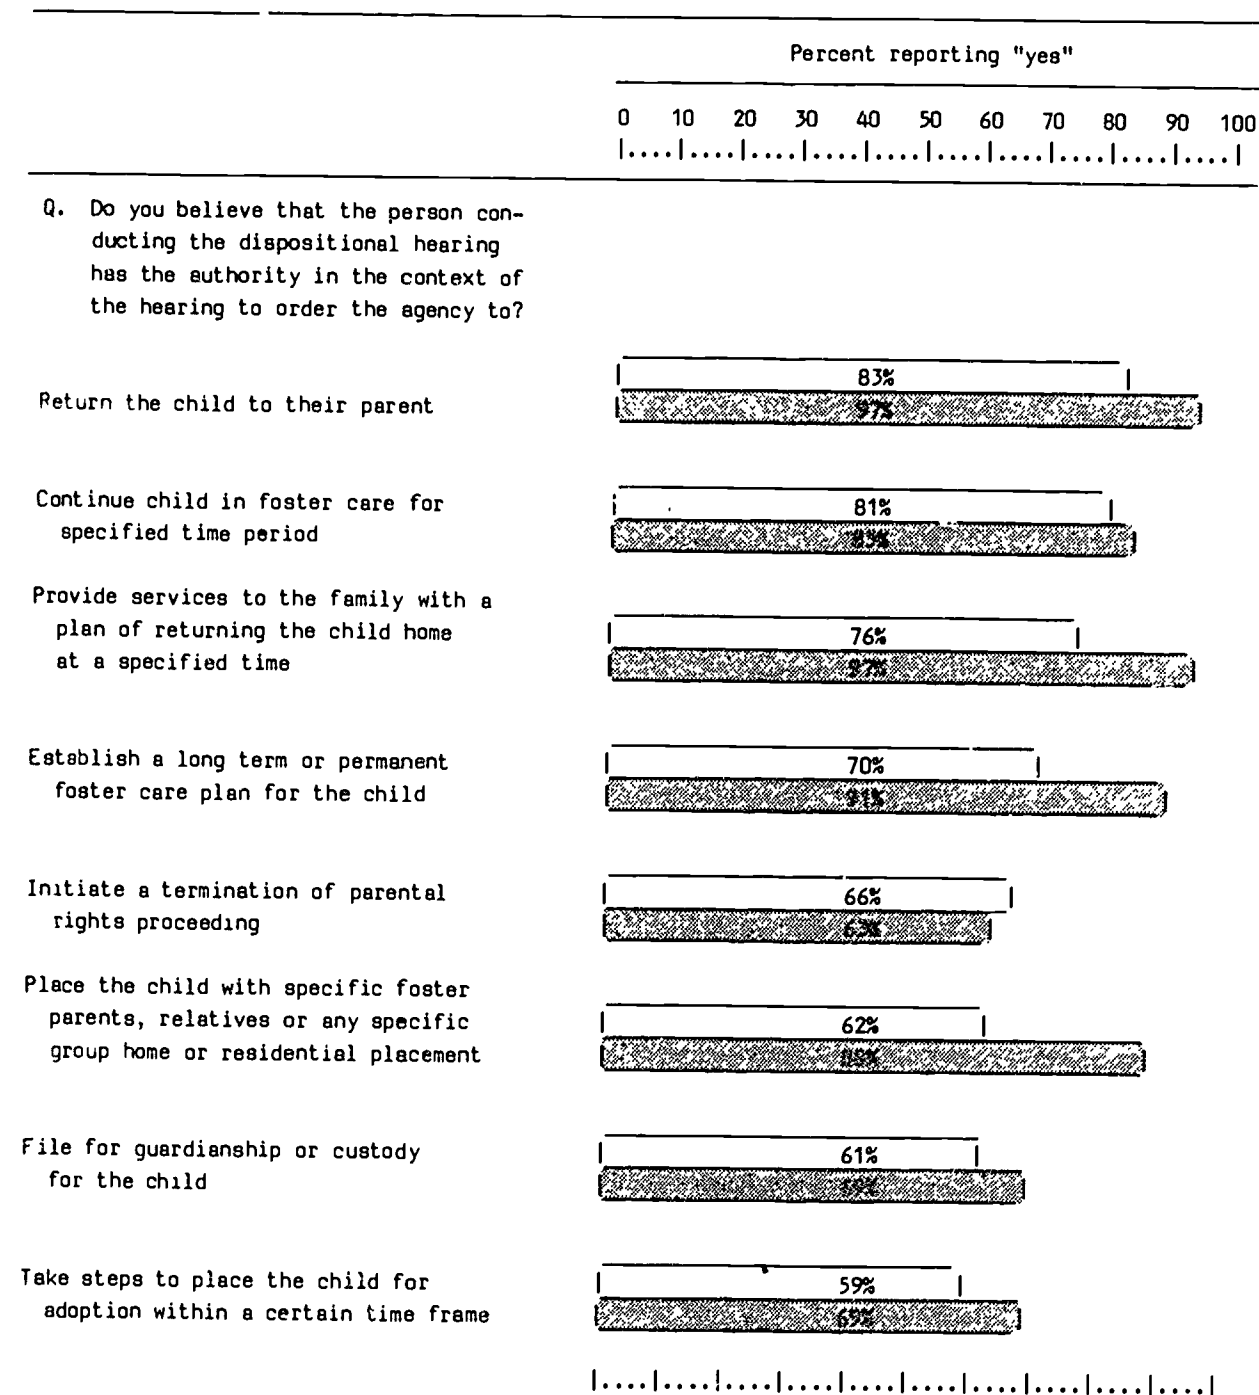 Percent reporting "yes"
0 10 20 30 40 50 60 70 80 90 100
|....|....|....|....|....|....|....|....|....|....|
Q. Do you believe that the person con-
ducting the dispositional hearing
has the authority in the context of
the hearing to order the agency to?
83%
Return the child to their parent
97%
Continue child in foster care for
81%
specified time period
Provide services to the family with a
plan of returning the child home
76%
at a specified time
97%
Establish a long term or permanent
70%
foster care plan for the child
91%
Initiate a termination of parental
66%
rights proceeding
63%
Place the child with specific foster
parents, relatives or any specific
62%
group home or residential placement
File for guardianship or custody
61%
for the child
69%
Take steps to place the child for
59%
adoption within a certain time frame
69%
|....|....|....|....|....|....|....|....|....|....|